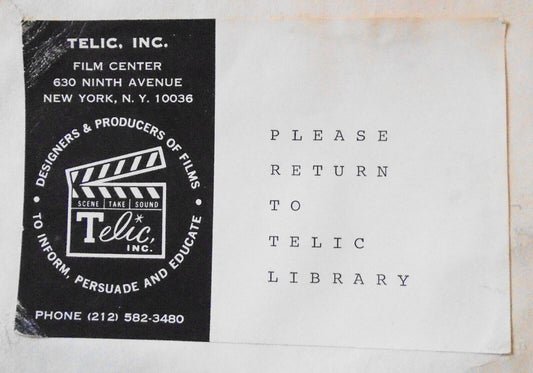 TELIC, INC.
FILM CENTER
630 NINTH AVENUE
NEW YORK, N. Y. 10036
DESIGNERS & PRODUCERS OF FILMS
• TO INFORM, PERSUADE AND EDUCATE •
SCENE TAKE SOUND
Telic,
INC.
PHONE (212) 582-3480
PLEASE
RETURN
TO
TELIC
LIBRARY